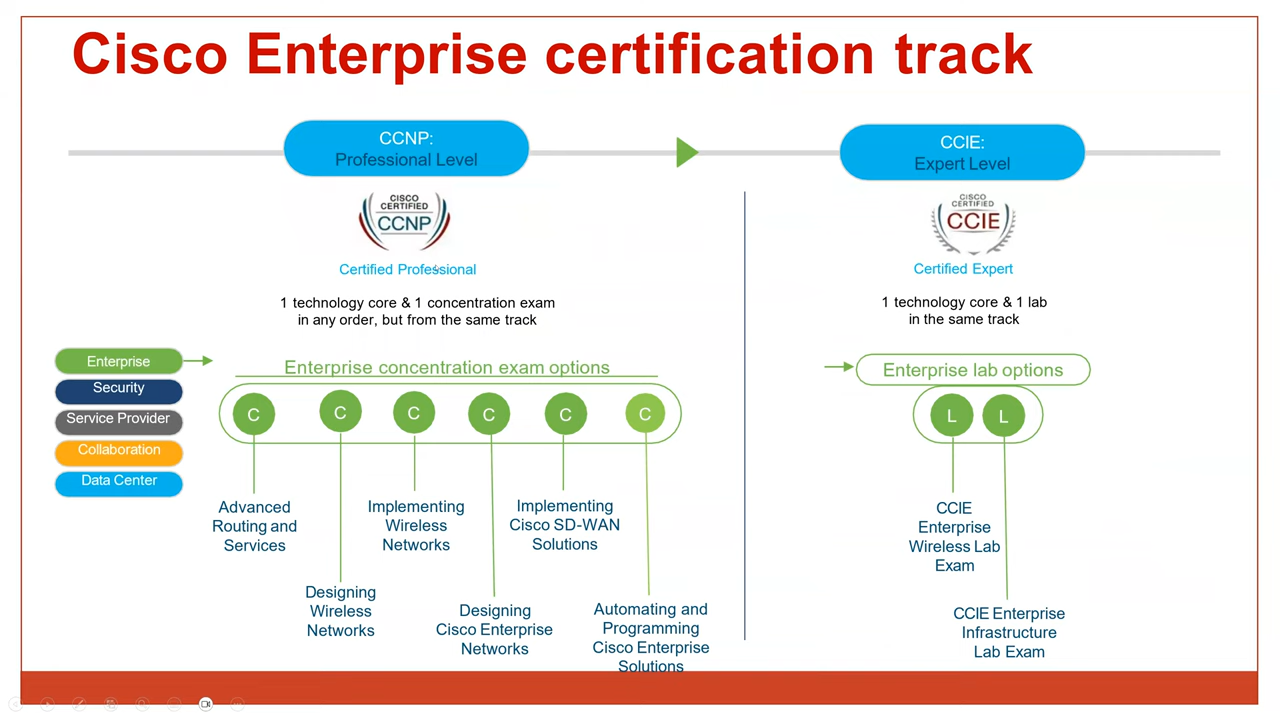 Cisco Enterprise certification track
CCNP:
Professional Level
CCIE:
Expert Level
CISCO
CERTIFIED
CCNP
CISCO
CERTIFIED
CCIE
Certified Professional
Certified Expert
1 technology core & 1 concentration exam
in any order, but from the same track
1 technology core & 1 lab
in the same track
Enterprise
Security
Service Provider
Collaboration
Data Center
Enterprise concentration exam options
C
C
C
C
C
C
Advanced
Routing and
Services
Designing
Wireless
Networks
Implementing
Wireless
Networks
Designing
Cisco Enterprise
Networks
Implementing
Cisco SD-WAN
Solutions
Automating and
Programming
Cisco Enterprise
Solutions
Enterprise lab options
L
L
CCIE
Enterprise
Wireless Lab
Exam
CCIE Enterprise
Infrastructure
Lab Exam